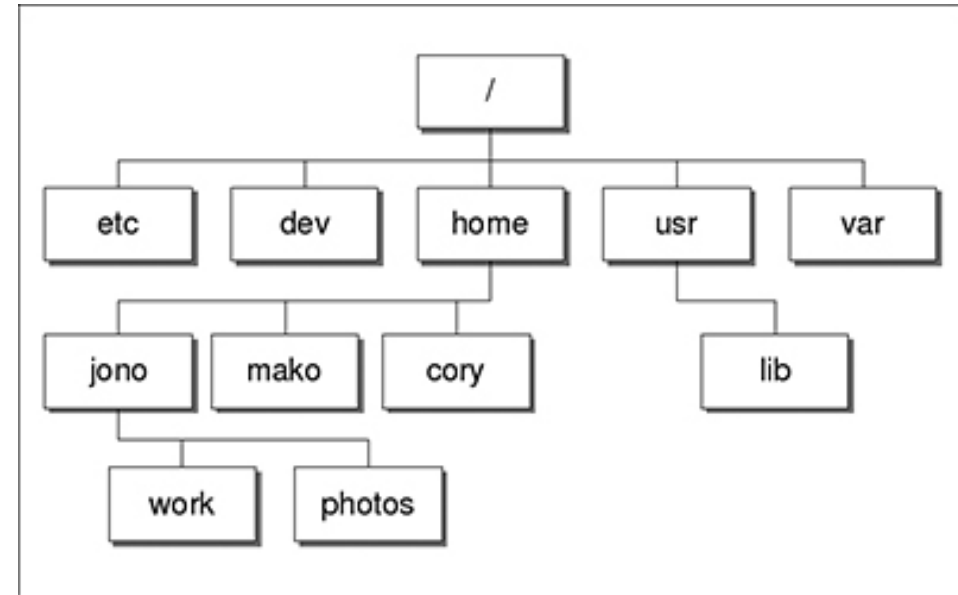 /
etc dev home usr var
jono mako cory lib
work photos